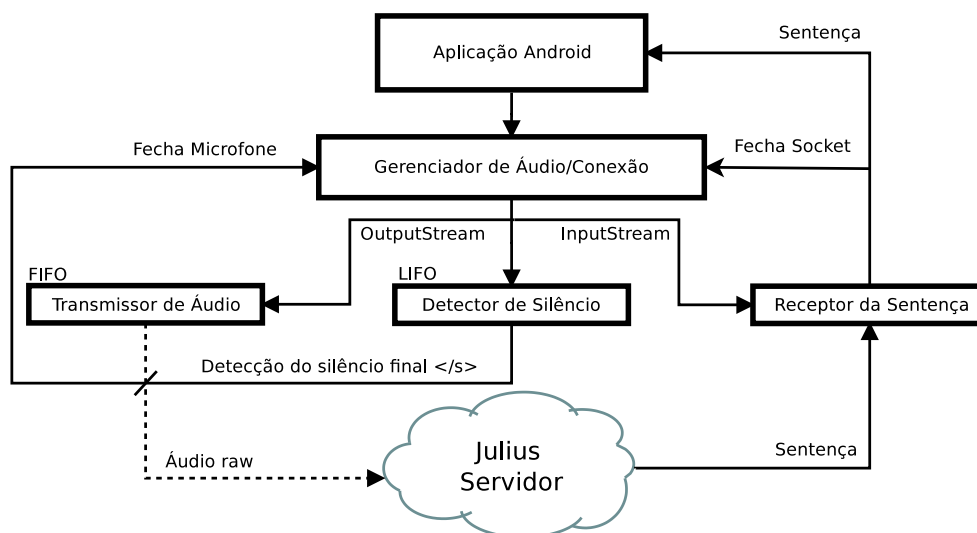 Sentença
Aplicação Android
Fecha Microfone
Fecha Socket
Gerenciador de Áudio/Conexão
OutputStream
InputStream
FIFO
LIFO
Transmissor de Áudio
Detector de Silêncio
Receptor da Sentença
Detecção do silêncio final </s>
Julius
Servidor
Áudio raw
Sentença